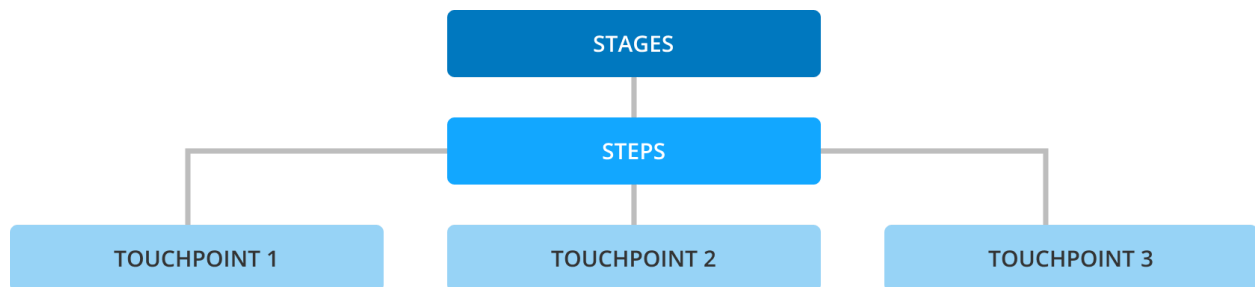 STAGES
STEPS
TOUCHPOINT 1
TOUCHPOINT 2
TOUCHPOINT 3